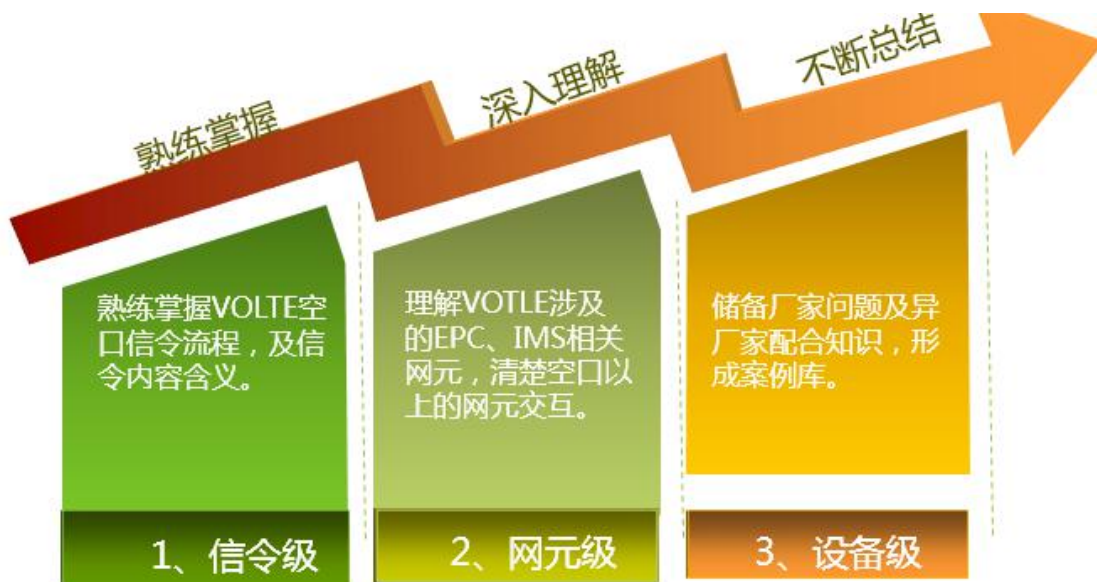 熟练掌握
深入理解
不断总结
熟练掌握VOLTE空
口信令流程，及信
令内容含义。
理解VOTLE涉及
的EPC、IMS相关
网元，清楚空口以
上的网元交互。
储备厂家问题及异
厂家配合知识，形
成案例库。
1、信令级
2、网元级
3、设备级